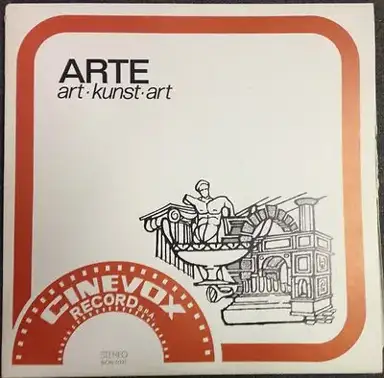 ARTE
art·kunst·art
CINEVOX
RECORD S.p.A.
STEREO